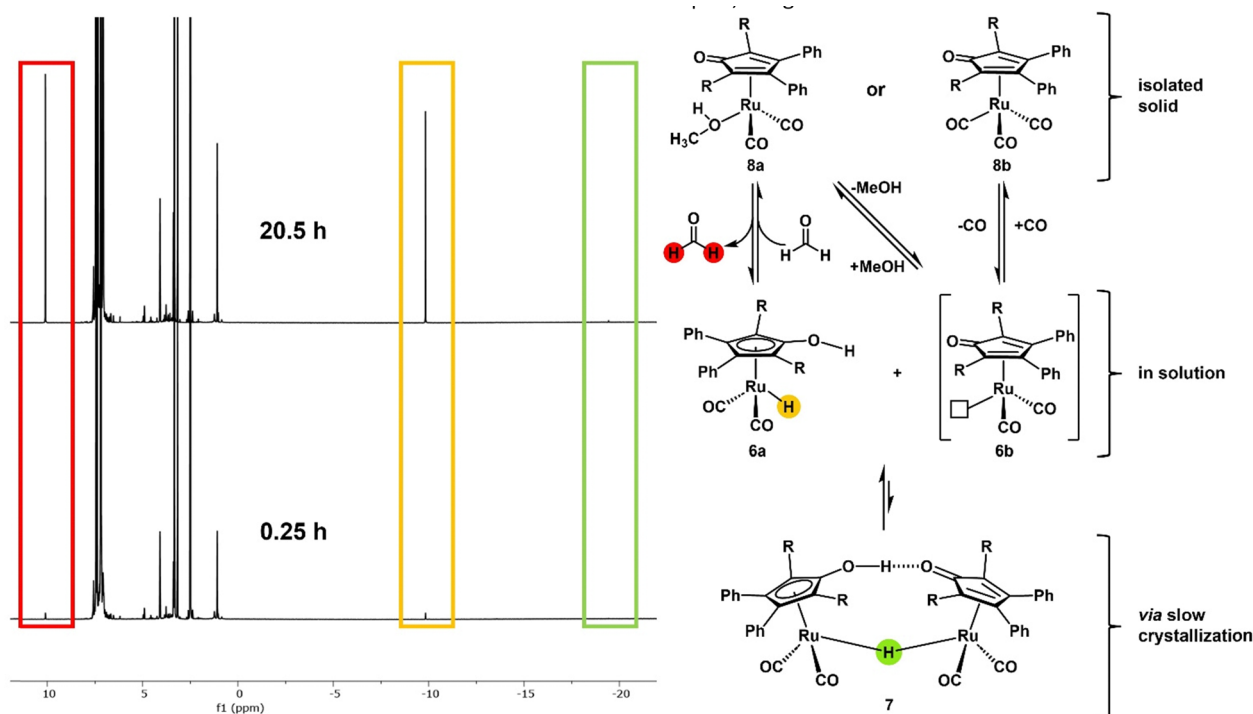 20.5 h
0.25 h
10
5
0
-5
-10
-15
-20
f1 (ppm)
R
O
Ph
R
Ph
H
Ru
O
CO
H3C
CO
8a
or
R
O
Ph
R
Ph
Ru
OC
CO
CO
8b
isolated
solid
-MeOH
+MeOH
-CO
+CO
O
H
H
O
H
H
R
Ph
O
H
Ph
R
Ru
OC
H
CO
6a
+
R
O
Ph
R
Ph
Ru
CO
CO
6b
in solution
R
O
H
O
R
Ph
R
R
Ph
Ph
Ph
Ru
H
Ru
OC
CO
OC
CO
7
via slow
crystallization